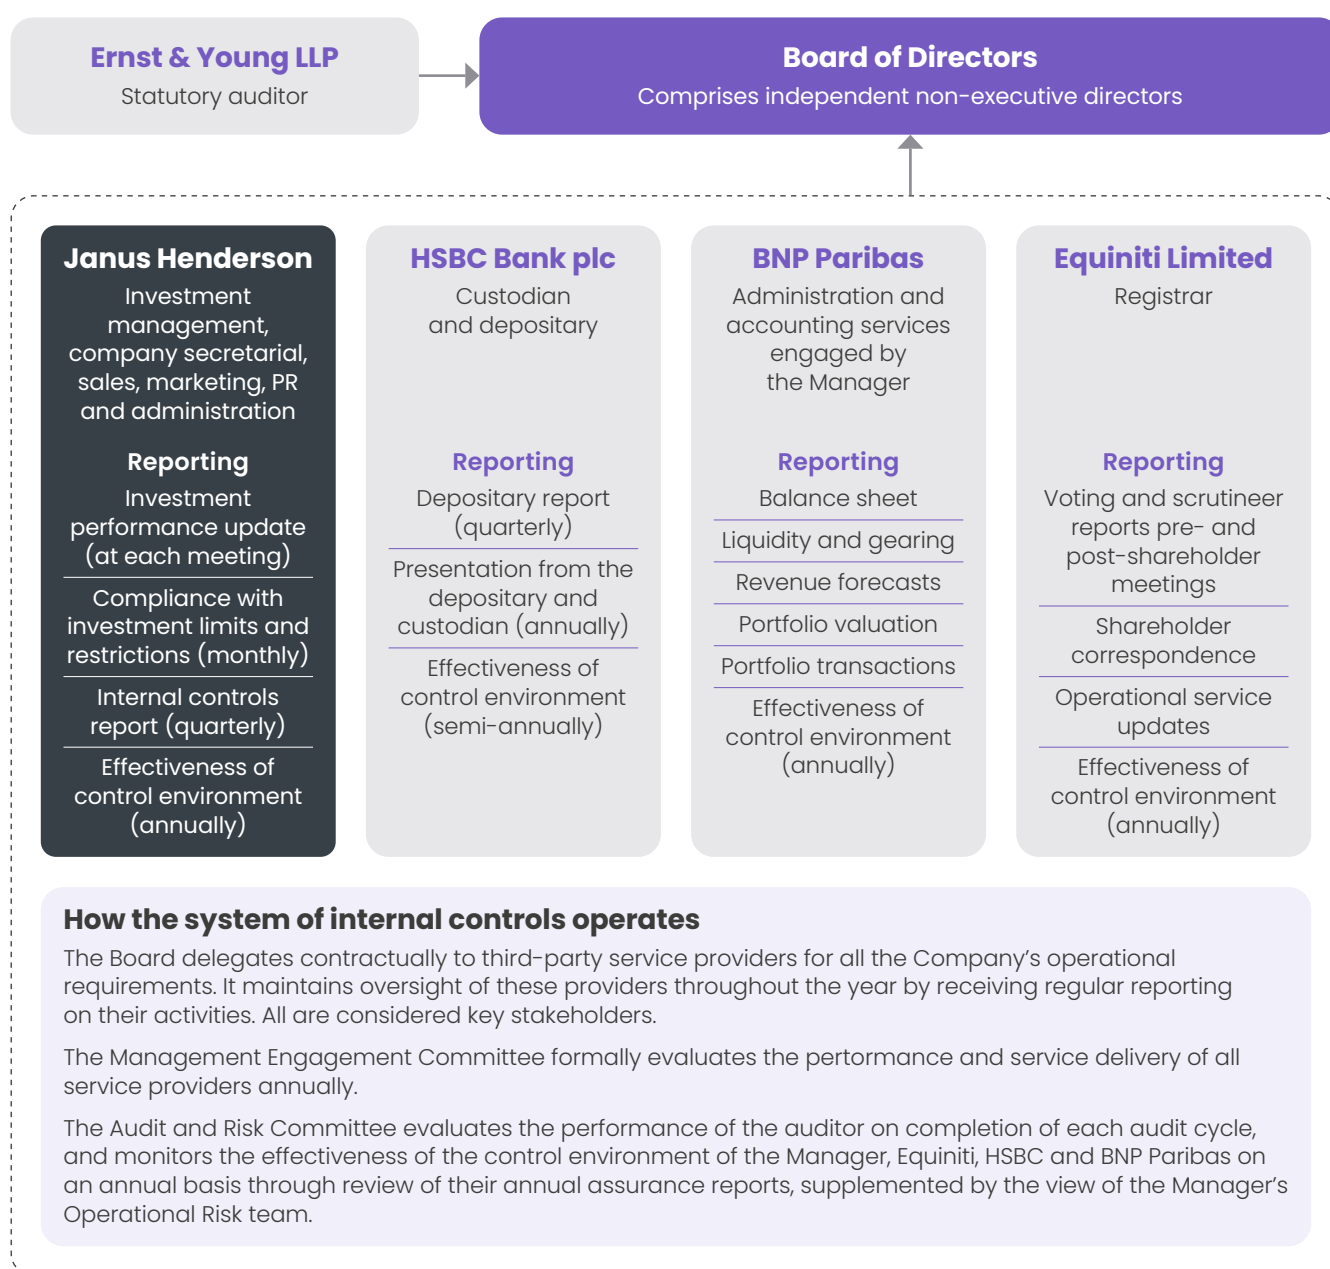 Ernst & Young LLP
Statutory auditor
Board of Directors
Comprises independent non-executive directors
Janus Henderson
Investment
management,
company secretarial,
sales, marketing, PR
and administration
Reporting
Investment
performance update
(at each meeting)
Compliance with
investment limits and
restrictions (monthly)
Internal controls
report (quarterly)
Effectiveness of
control environment
(annually)
HSBC Bank plc
Custodian
and depositary
Reporting
Depositary report
(quarterly)
Presentation from the
depositary and
custodian (annually)
Effectiveness of
control environment
(semi-annually)
BNP Paribas
Administration and
accounting services
engaged by
the Manager
Reporting
Balance sheet
Liquidity and gearing
Revenue forecasts
Portfolio valuation
Portfolio transactions
Effectiveness of
control environment
(annually)
Equiniti Limited
Registrar
Reporting
Voting and scrutineer
reports pre- and
post-shareholder
meetings
Shareholder
correspondence
Operational service
updates
Effectiveness of
control environment
(annually)
How the system of internal controls operates
The Board delegates contractually to third-party service providers for all the Company’s operational
requirements. It maintains oversight of these providers throughout the year by receiving regular reporting
on their activities. All are considered key stakeholders.
The Management Engagement Committee formally evaluates the pertormance and service delivery of all
service providers annually.
The Audit and Risk Committee evaluates the performance of the auditor on completion of each audit cycle,
and monitors the effectiveness of the control environment of the Manager, Equiniti, HSBC and BNP Paribas on
an annual basis through review of their annual assurance reports, supplemented by the view of the Manager’s
Operational Risk team.